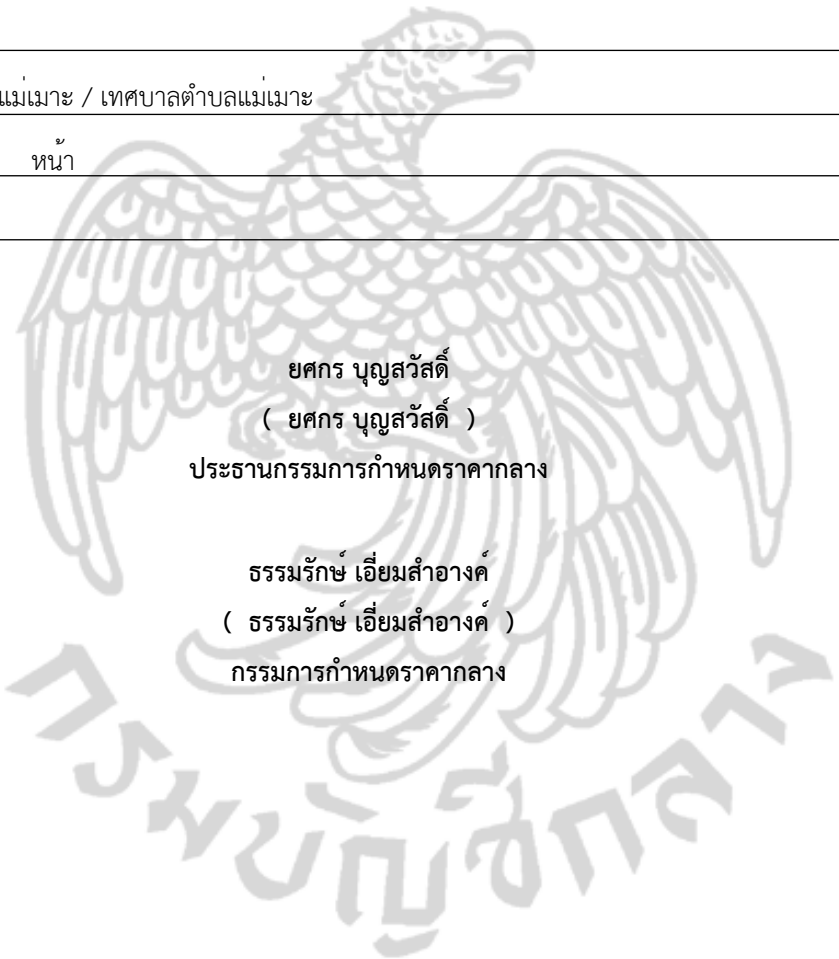 แม่เมาะ / เทศบาลตำบลแม่เมาะ
หน้า
ยศกร บุญสวัสดิ์
( ยศกร บุญสวัสดิ์ )
ประธานกรรมการกำหนดราคากลาง
ธรรมรักษ์ เอี่ยมสำอางค์
( ธรรมรักษ์ เอี่ยมสำอางค์ )
กรรมการกำหนดราคากลาง
กรมบัญชีกลาง